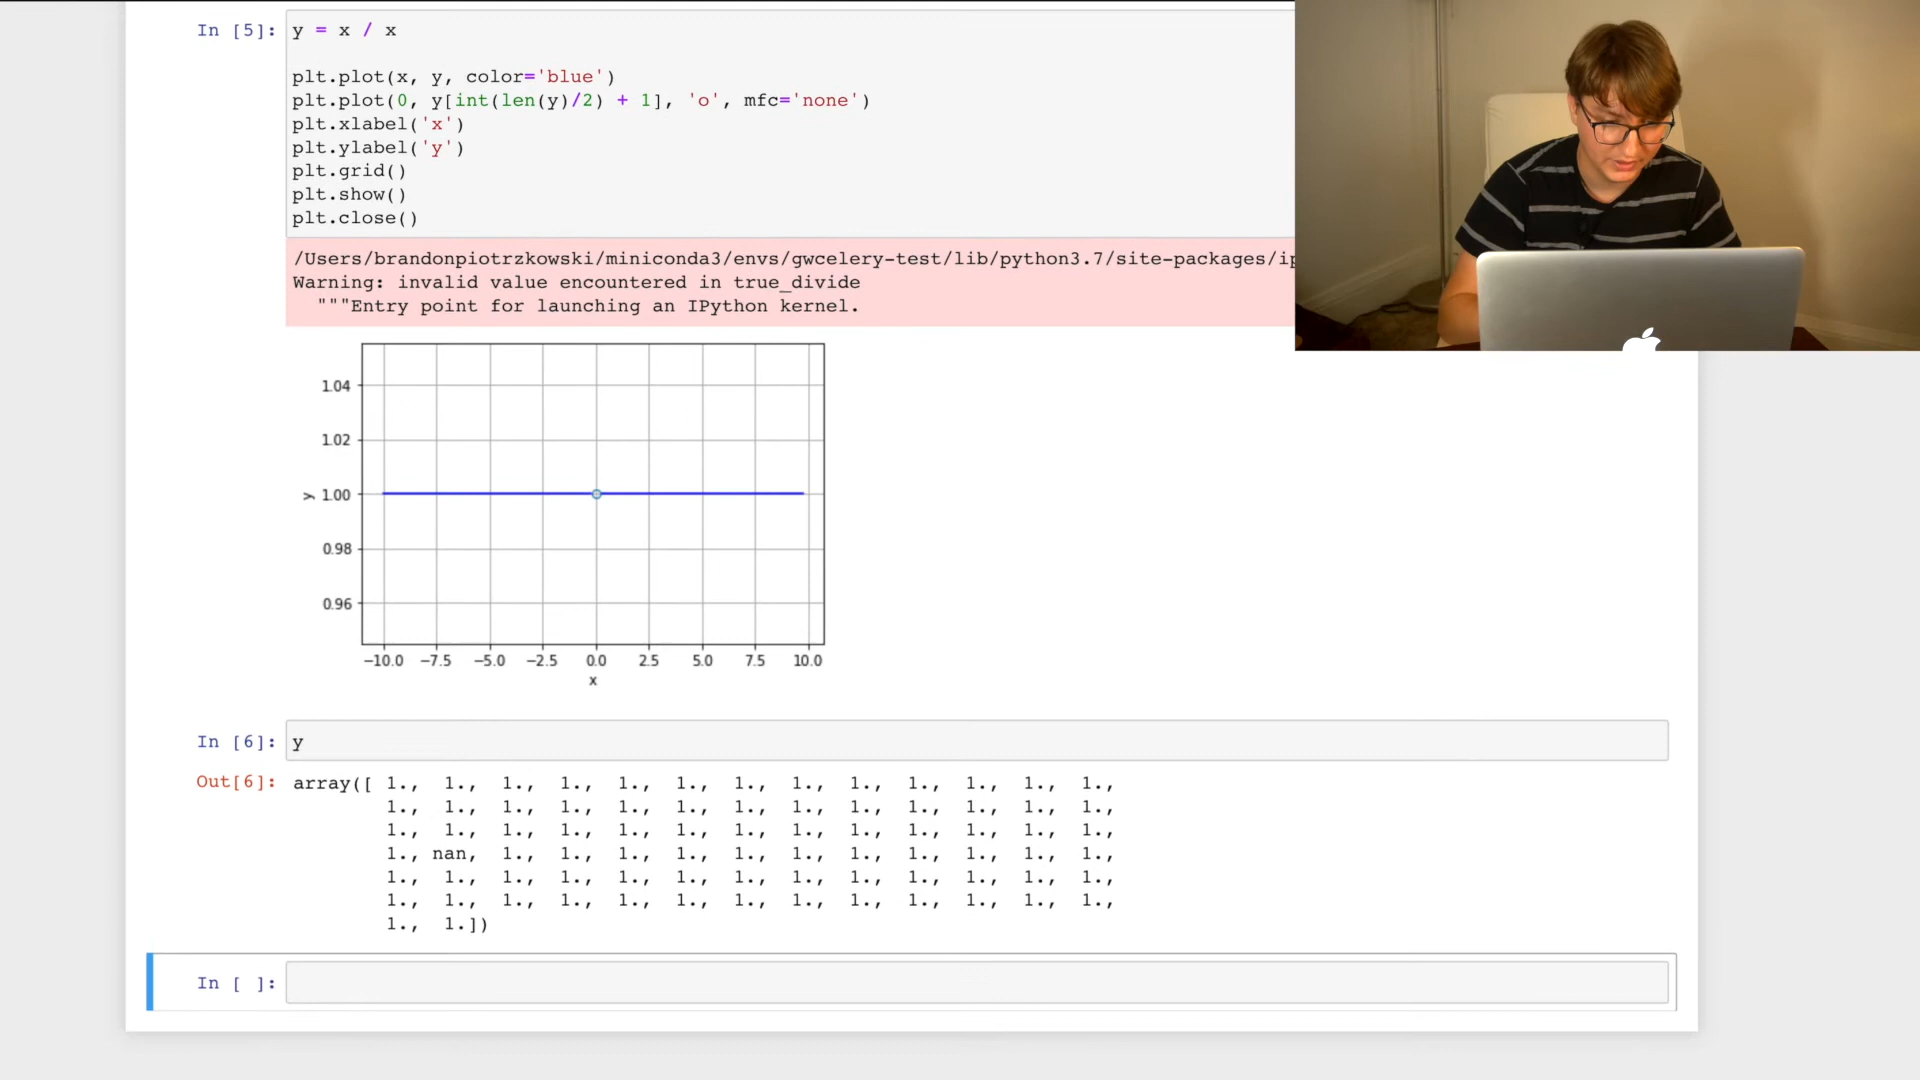 In [5]: y = x / x
plt.plot(x, y, color='blue')
plt.plot(0, y[int(len(y)/2) + 1], 'o', mfc='none')
plt.xlabel('x')
plt.ylabel('y')
plt.grid()
plt.show()
plt.close()
/Users/brandonpiotrzkowski/miniconda3/envs/gwcelery-test/lib/python3.7/site-packages/ip
Warning: invalid value encountered in true_divide
"""Entry point for launching an IPython kernel.
1.04
1.02
y 1.00
0.98
0.96
−10.0 −7.5 −5.0 −2.5 0.0 2.5 5.0 7.5 10.0
x
In [6]: y
Out[6]: array([ 1., 1., 1., 1., 1., 1., 1., 1., 1., 1., 1., 1., 1.,
1., 1., 1., 1., 1., 1., 1., 1., 1., 1., 1., 1., 1.,
1., 1., 1., 1., 1., 1., 1., 1., 1., 1., 1., 1., 1.,
1., nan, 1., 1., 1., 1., 1., 1., 1., 1., 1., 1., 1.,
1., 1., 1., 1., 1., 1., 1., 1., 1., 1., 1., 1., 1.,
1., 1., 1., 1., 1., 1., 1., 1., 1., 1., 1., 1., 1.,
1., 1.])
In [ ]: